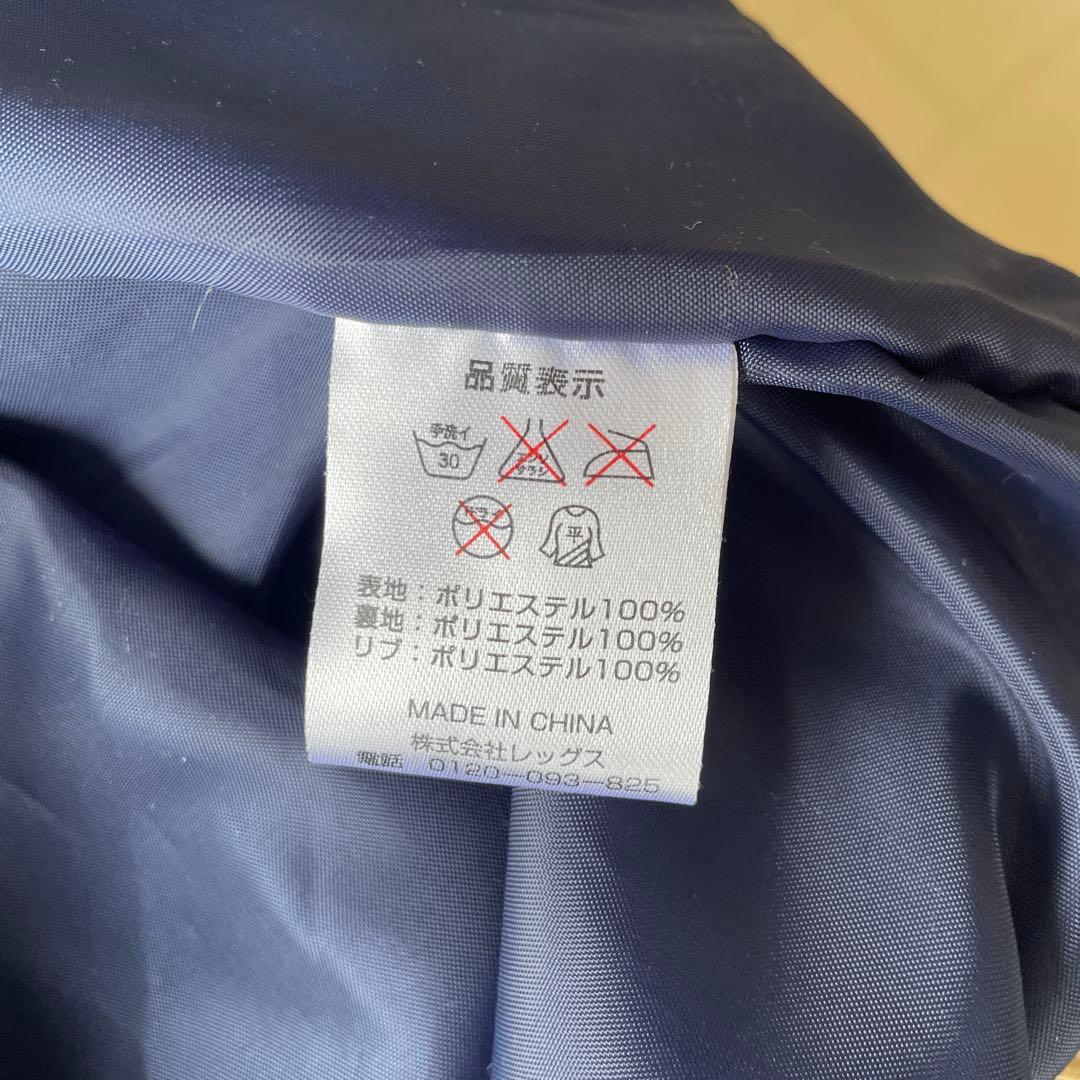 品質表示
手洗イ
30
エンソ
サラシ
ドライ
平
表地:ポリエステル100%
裏地:ポリエステル100%
リブ:ポリエステル100%
MADE IN CHINA
株式会社レッグス
電話 0120-093-825